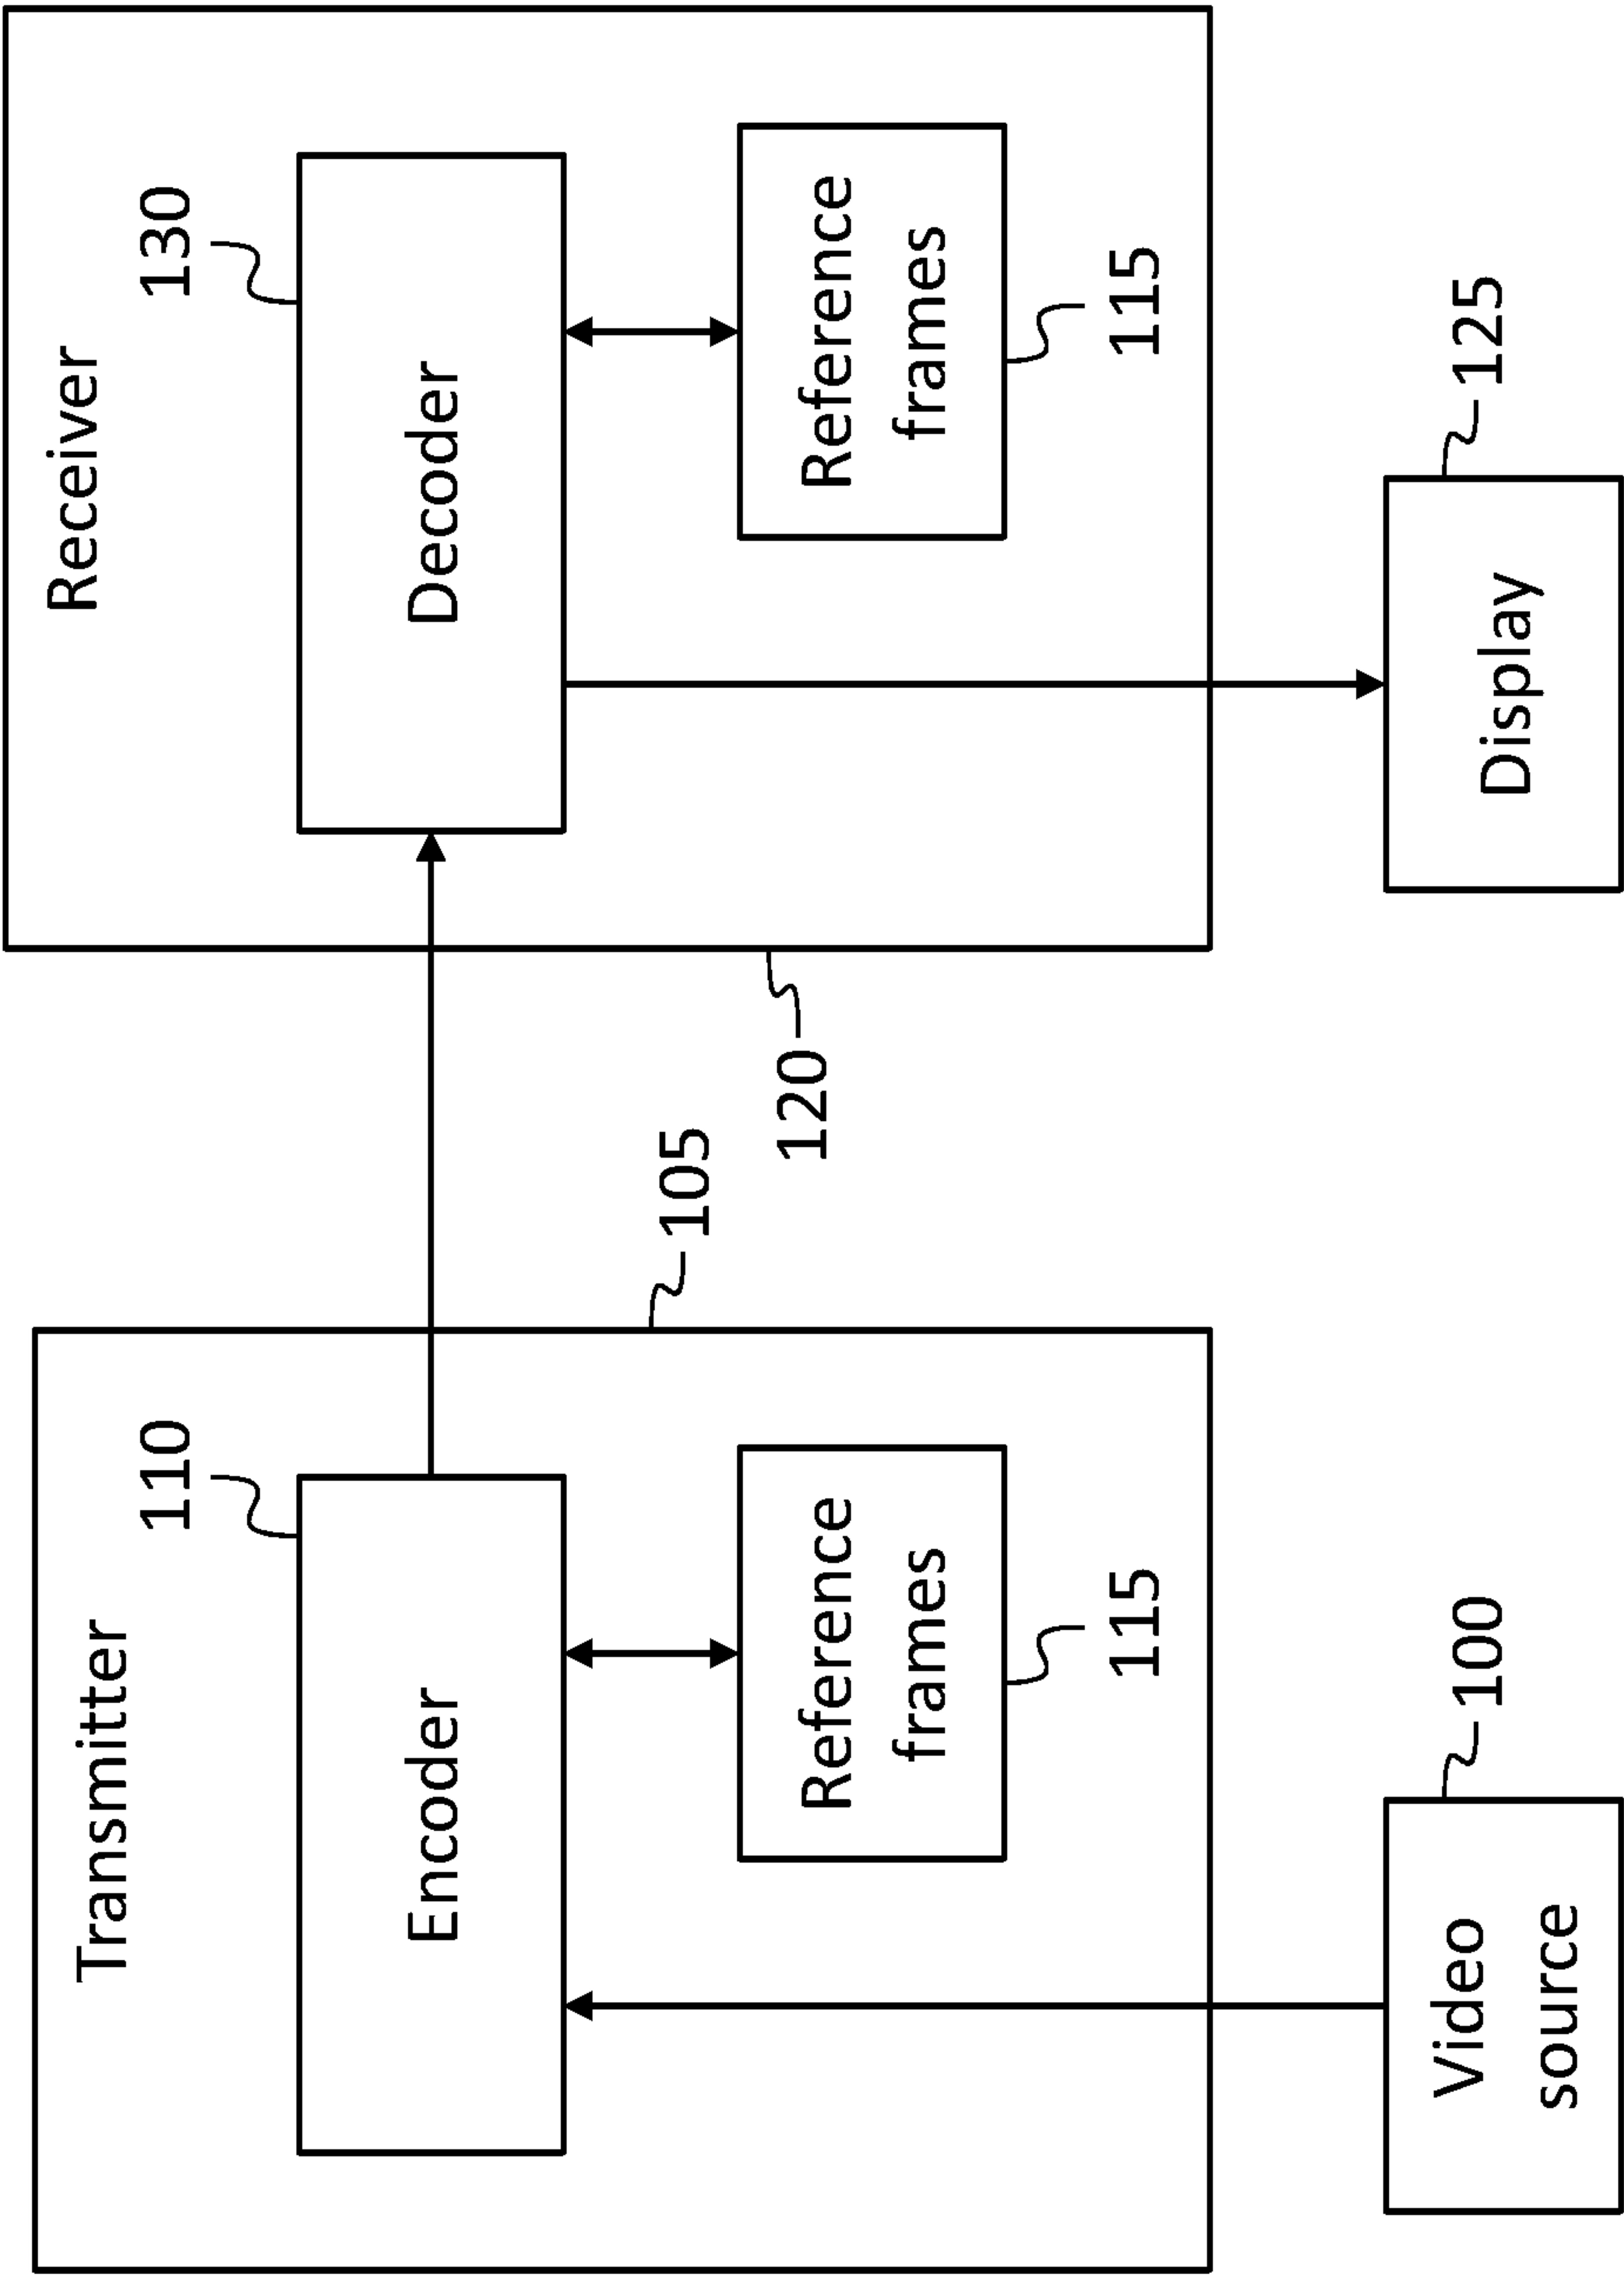 Transmitter
110
Encoder
Reference
frames
115
105
Video
source
100
Receiver
130
Decoder
Reference
frames
115
120
Display
125